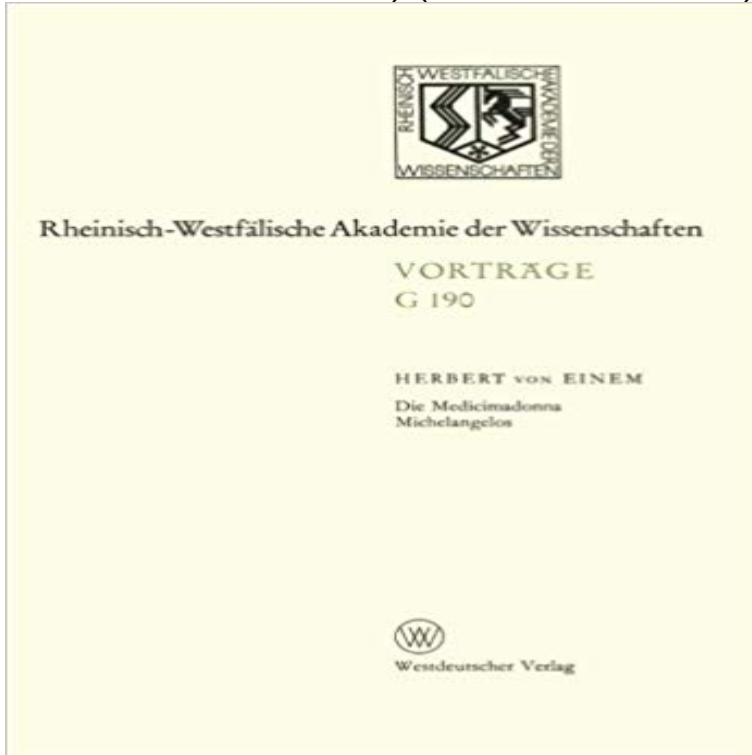 RHEINISCH
WESTFÄLISCHE
AKADEMIE DER
WISSENSCHAFTEN
Rheinisch-Westfälische Akademie der Wissenschaften
VORTRÄGE
G 190
HERBERT VON EINEM
Die Medicimadonna
Michelangelos
Westdeutscher Verlag